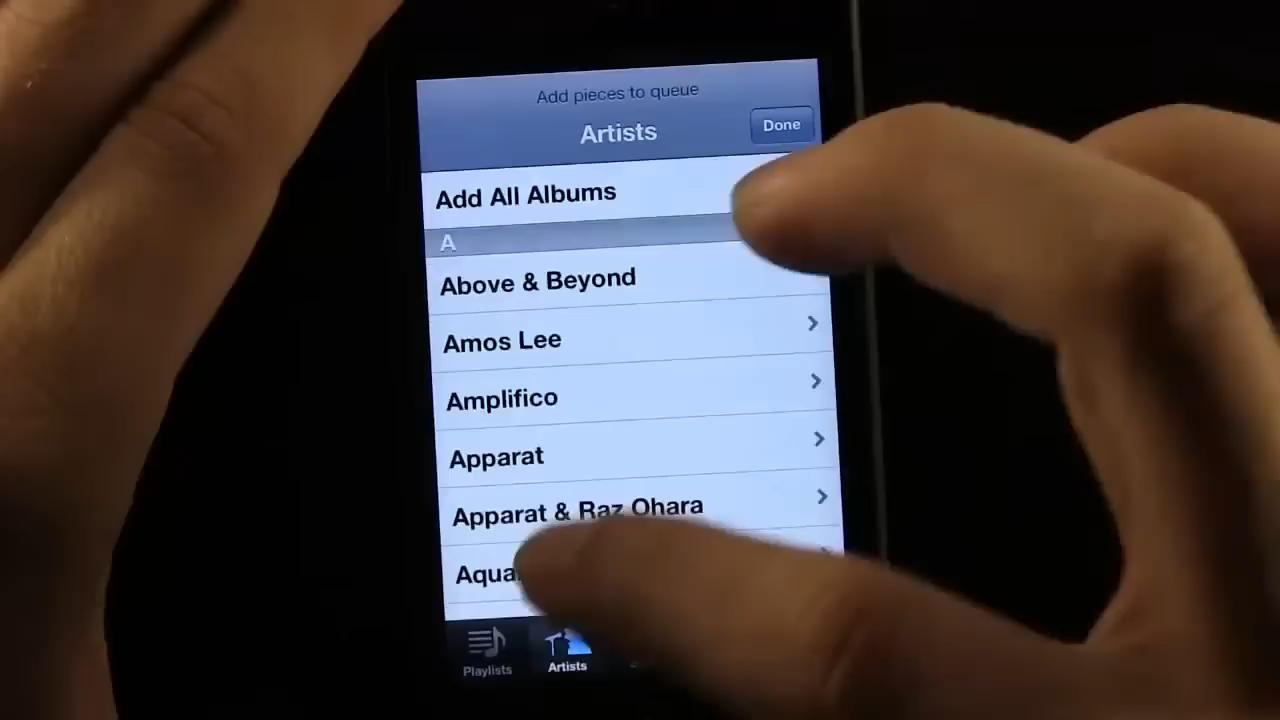 Add pieces to queue
Artists
Done
Add All Albums
A
Above & Beyond
Amos Lee
Amplifico
Apparat
Apparat & Raz Ohara
Playlists
Artists